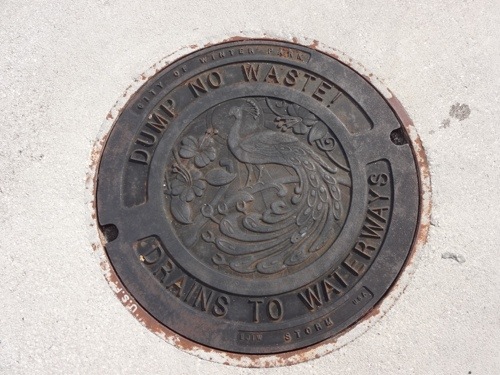 CITY OF WINTER PARK
DUMP NO WASTE!
DRAINS TO WATERWAYS
STORM